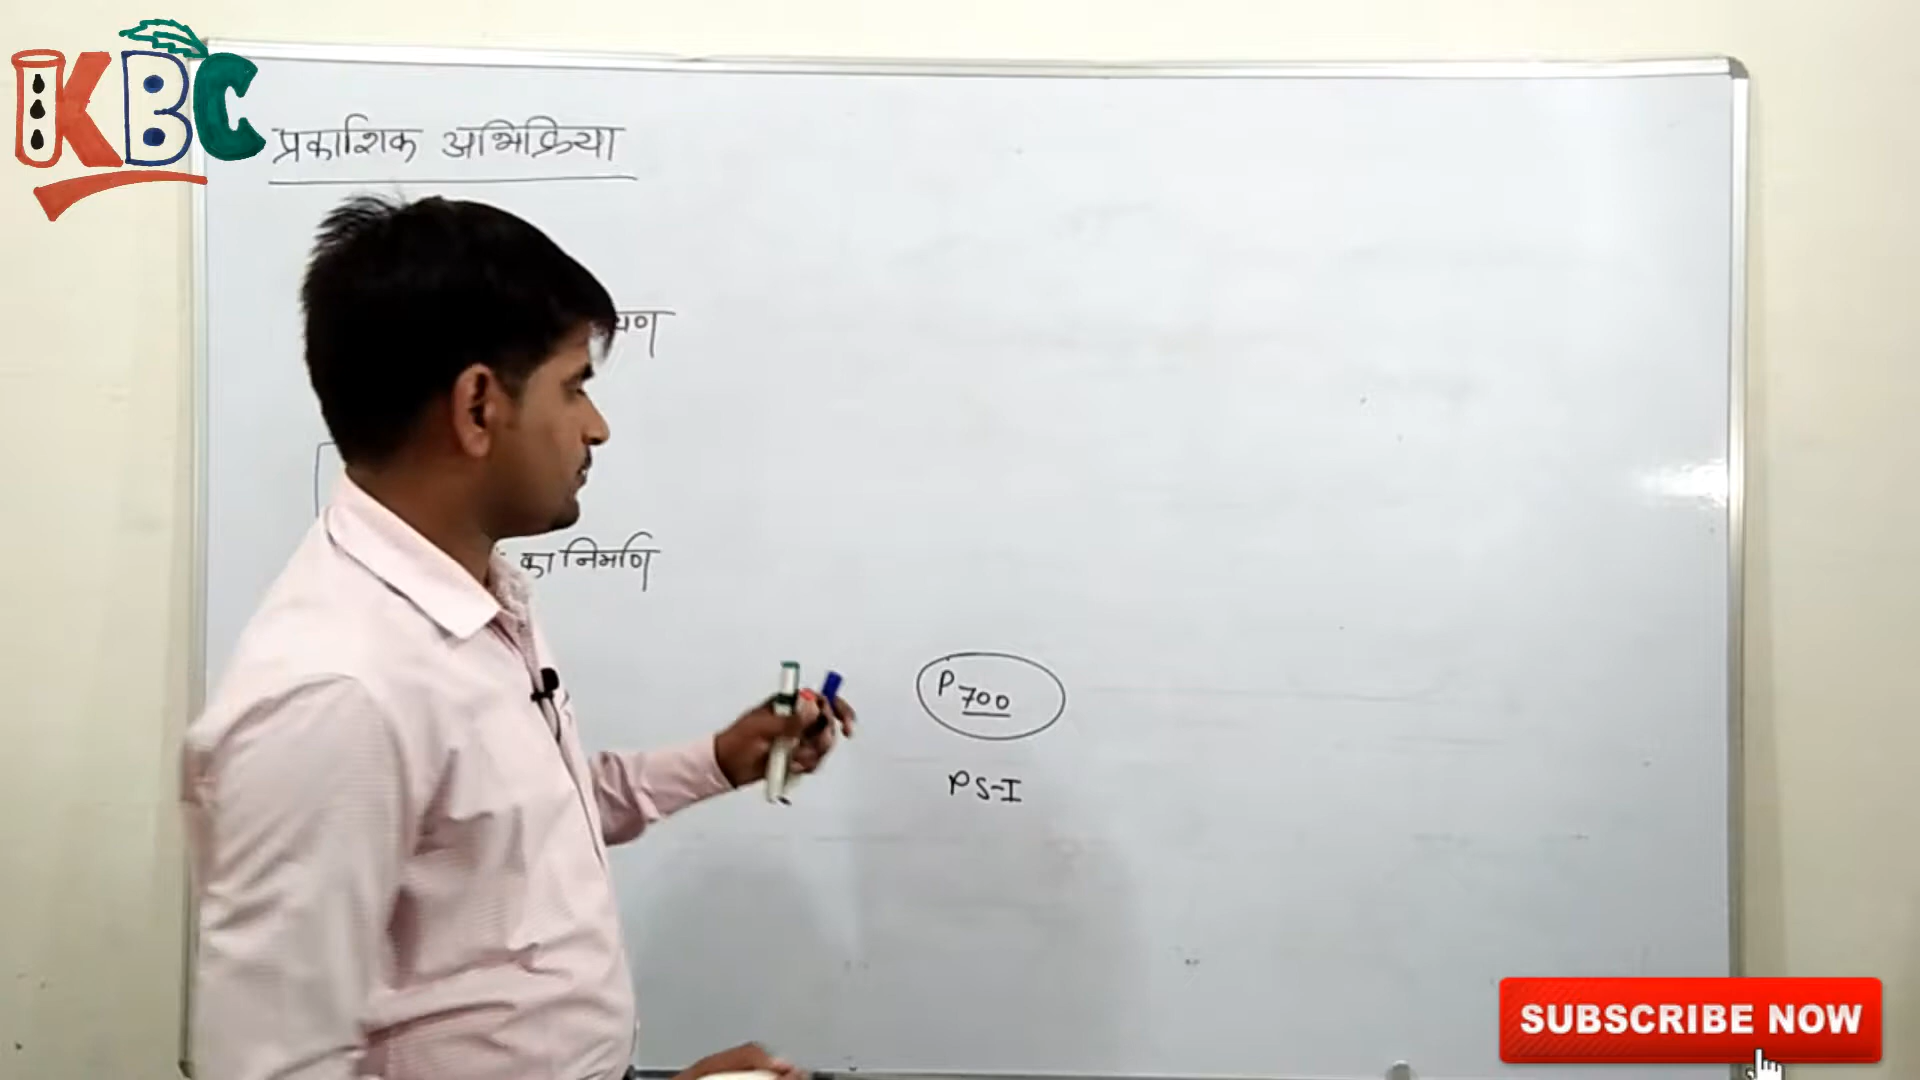 KBC
प्रकाशिक अभिक्रिया
का निर्माण
P700
PS-I
SUBSCRIBE NOW